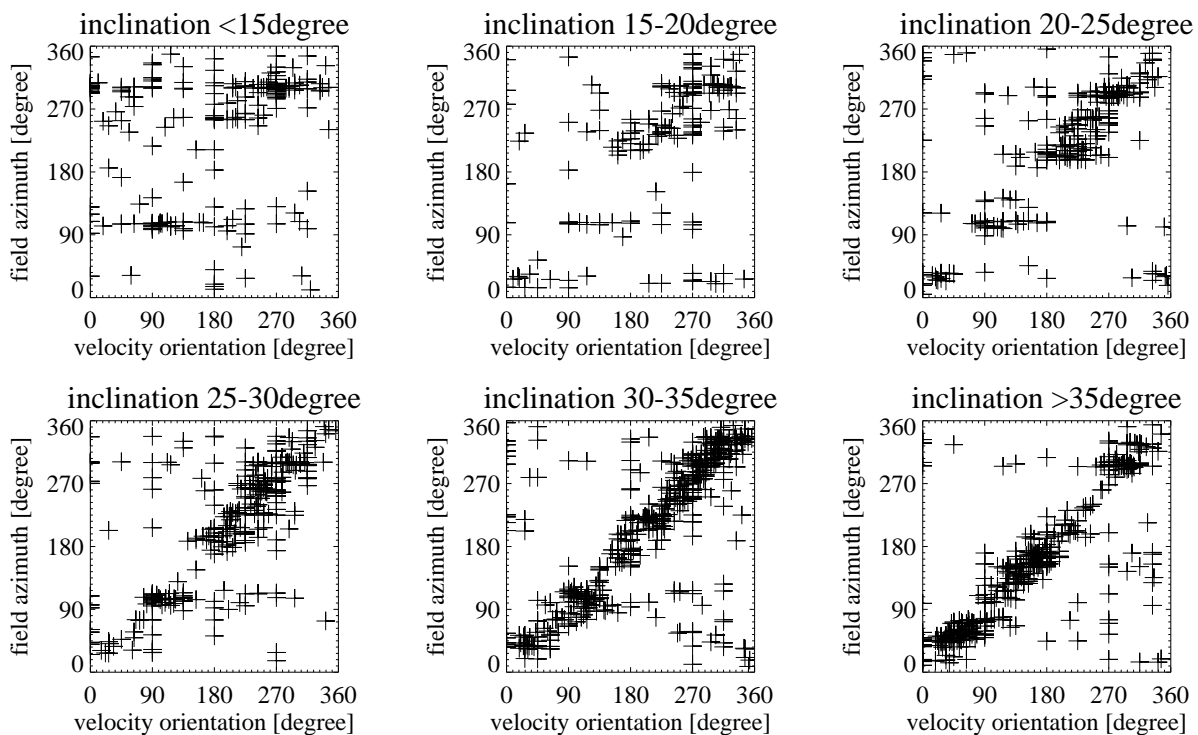 inclination <15degree
inclination 15-20degree
inclination 20-25degree
360
270
180
90
0
field azimuth [degree]
0 90 180 270 360
velocity orientation [degree]
360
270
180
90
0
field azimuth [degree]
0 90 180 270 360
velocity orientation [degree]
360
270
180
90
0
field azimuth [degree]
0 90 180 270 360
velocity orientation [degree]
inclination 25-30degree
inclination 30-35degree
inclination >35degree
360
270
180
90
0
field azimuth [degree]
0 90 180 270 360
velocity orientation [degree]
360
270
180
90
0
field azimuth [degree]
0 90 180 270 360
velocity orientation [degree]
360
270
180
90
0
field azimuth [degree]
0 90 180 270 360
velocity orientation [degree]